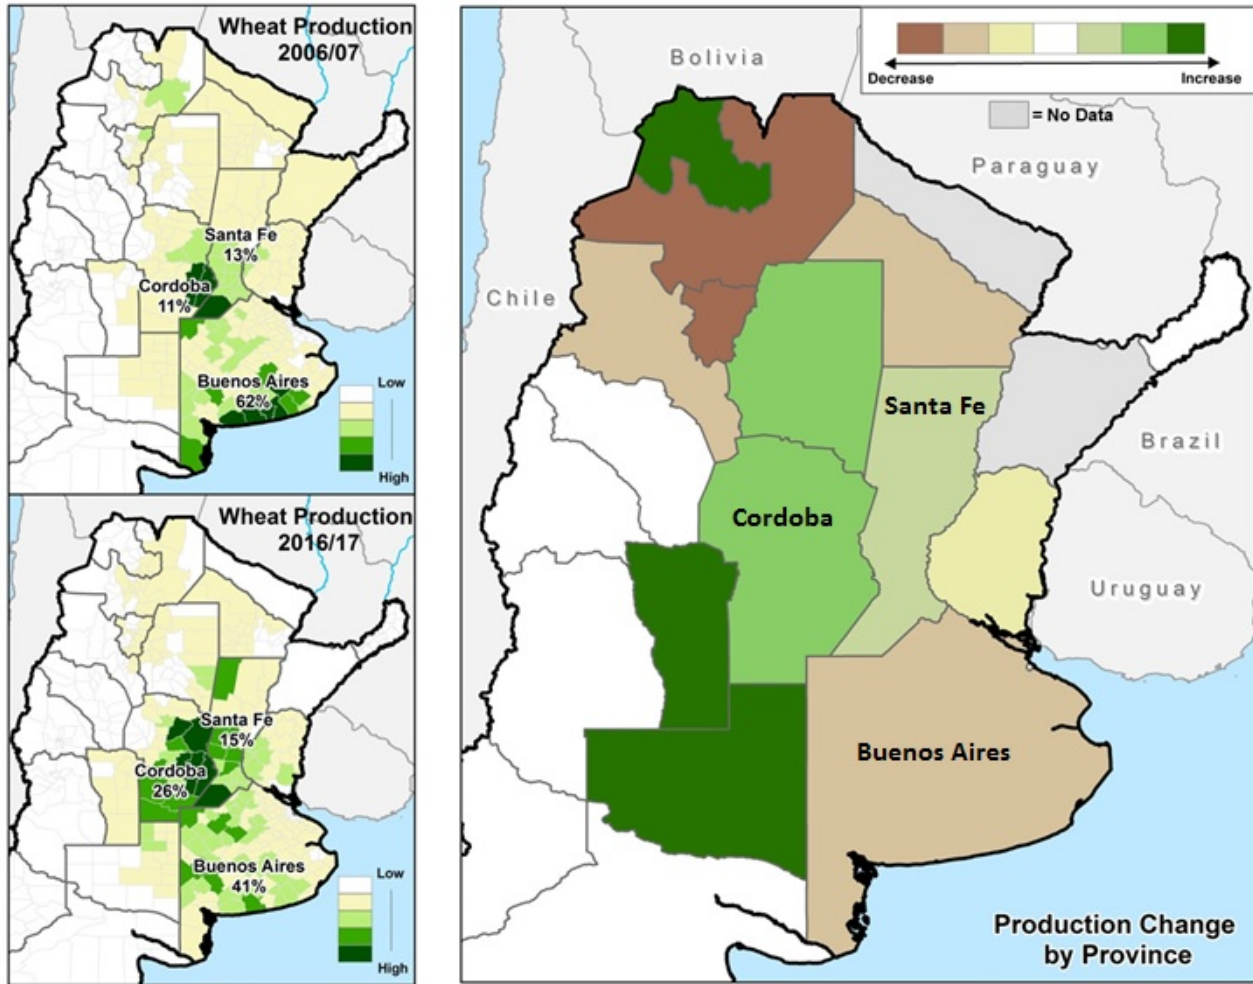 Wheat Production
2006/07
Santa Fe
13%
Cordoba
11%
Buenos Aires
62%
Low
High
Wheat Production
2016/17
Santa Fe
15%
Cordoba
26%
Buenos Aires
41%
Low
High
Decrease
Increase
= No Data
Bolivia
Paraguay
Chile
Santa Fe
Brazil
Cordoba
Uruguay
Buenos Aires
Production Change
by Province